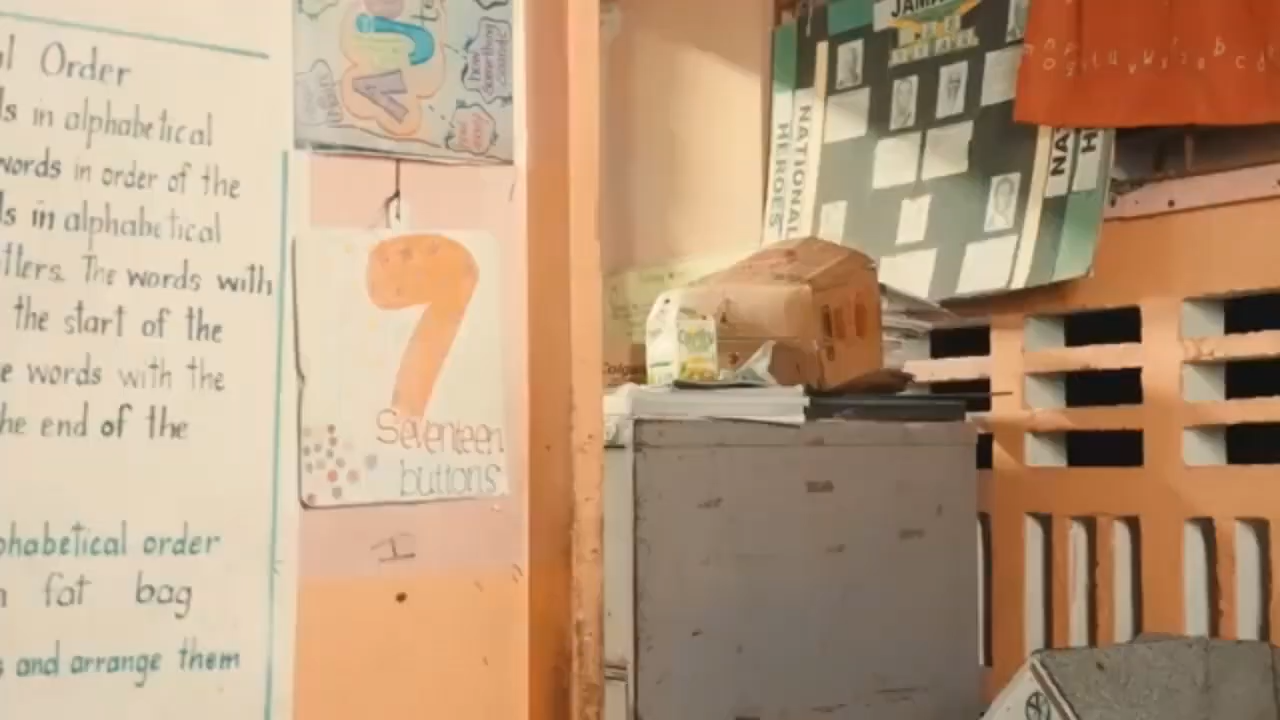 l Order
ls in alphabetical
words in order of the
ls in alphabetical
tters. The words with
the start of the
e words with the
he end of the
phabetical order
fat bag
s and arrange them
7
Seventeen
buttons
H
NATIONAL
HEROES
JAMA
NA
H